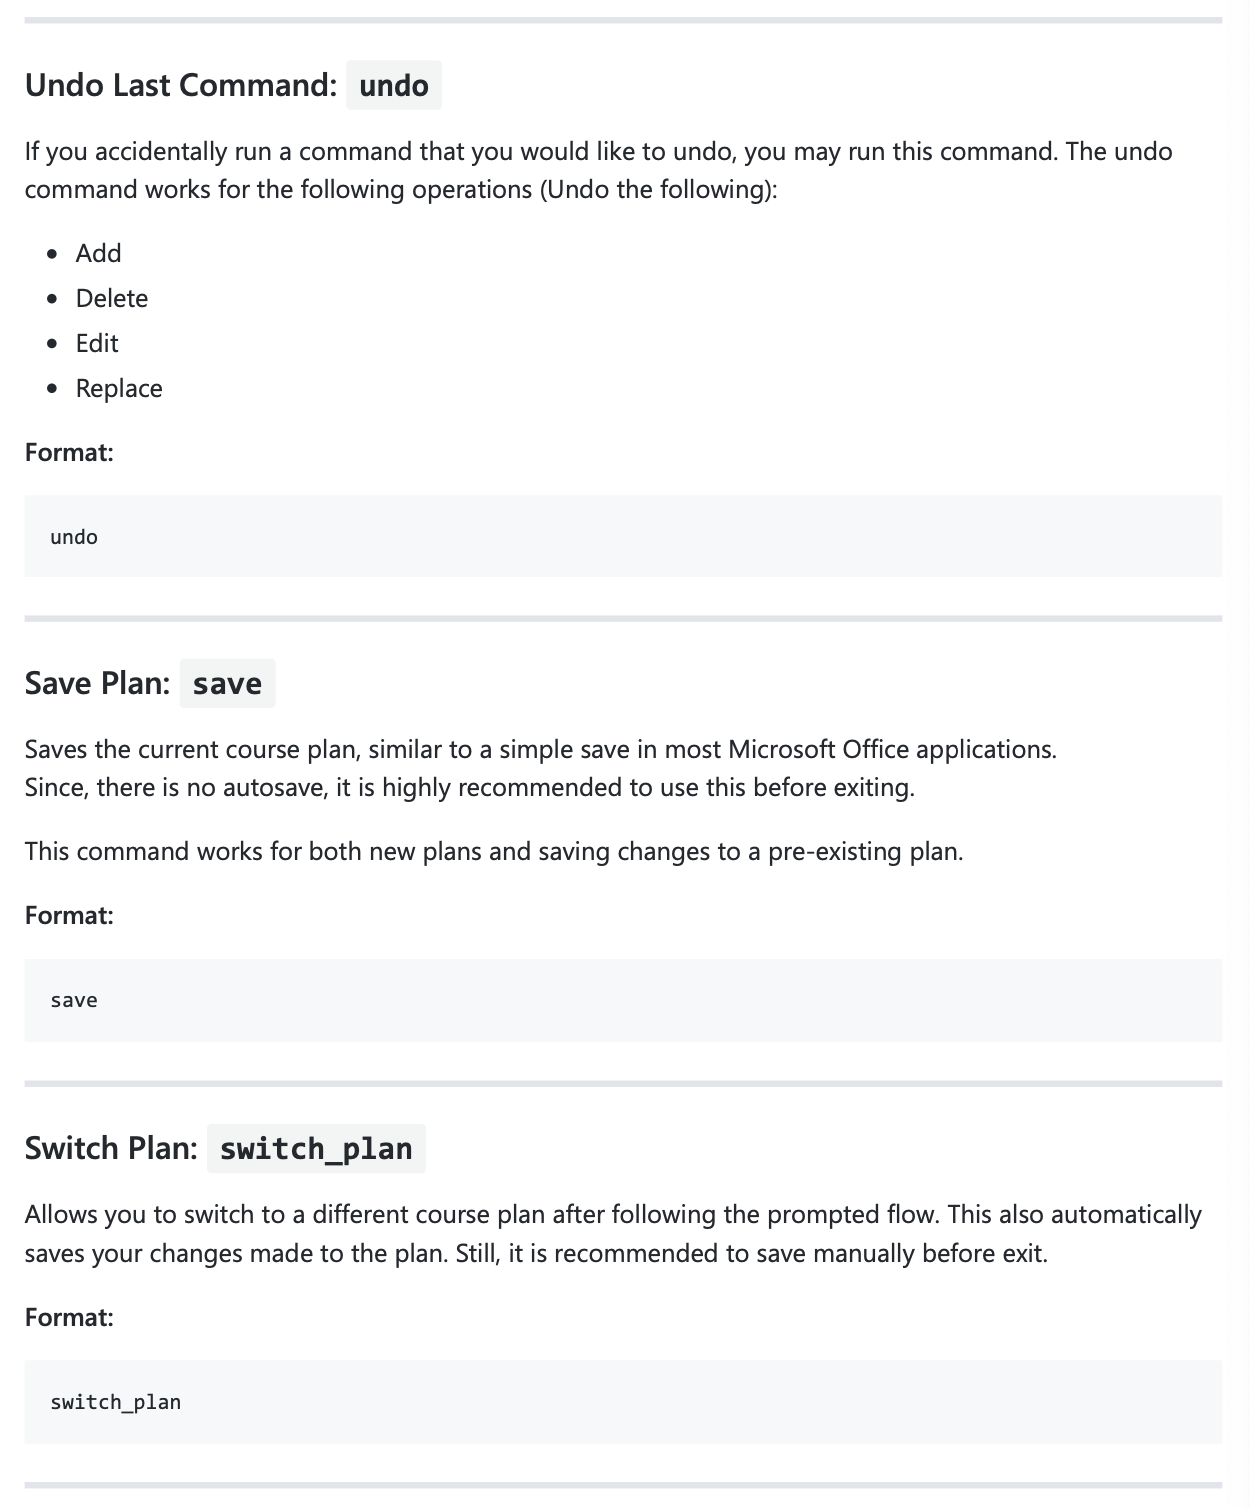 Undo Last Command: undo
If you accidentally run a command that you would like to undo, you may run this command. The undo
command works for the following operations (Undo the following):
Add
Delete
Edit
Replace
Format:
undo
Save Plan: save
Saves the current course plan, similar to a simple save in most Microsoft Office applications.
Since, there is no autosave, it is highly recommended to use this before exiting.
This command works for both new plans and saving changes to a pre-existing plan.
Format:
save
Switch Plan: switch_plan
Allows you to switch to a different course plan after following the prompted flow. This also automatically
saves your changes made to the plan. Still, it is recommended to save manually before exit.
Format:
switch_plan